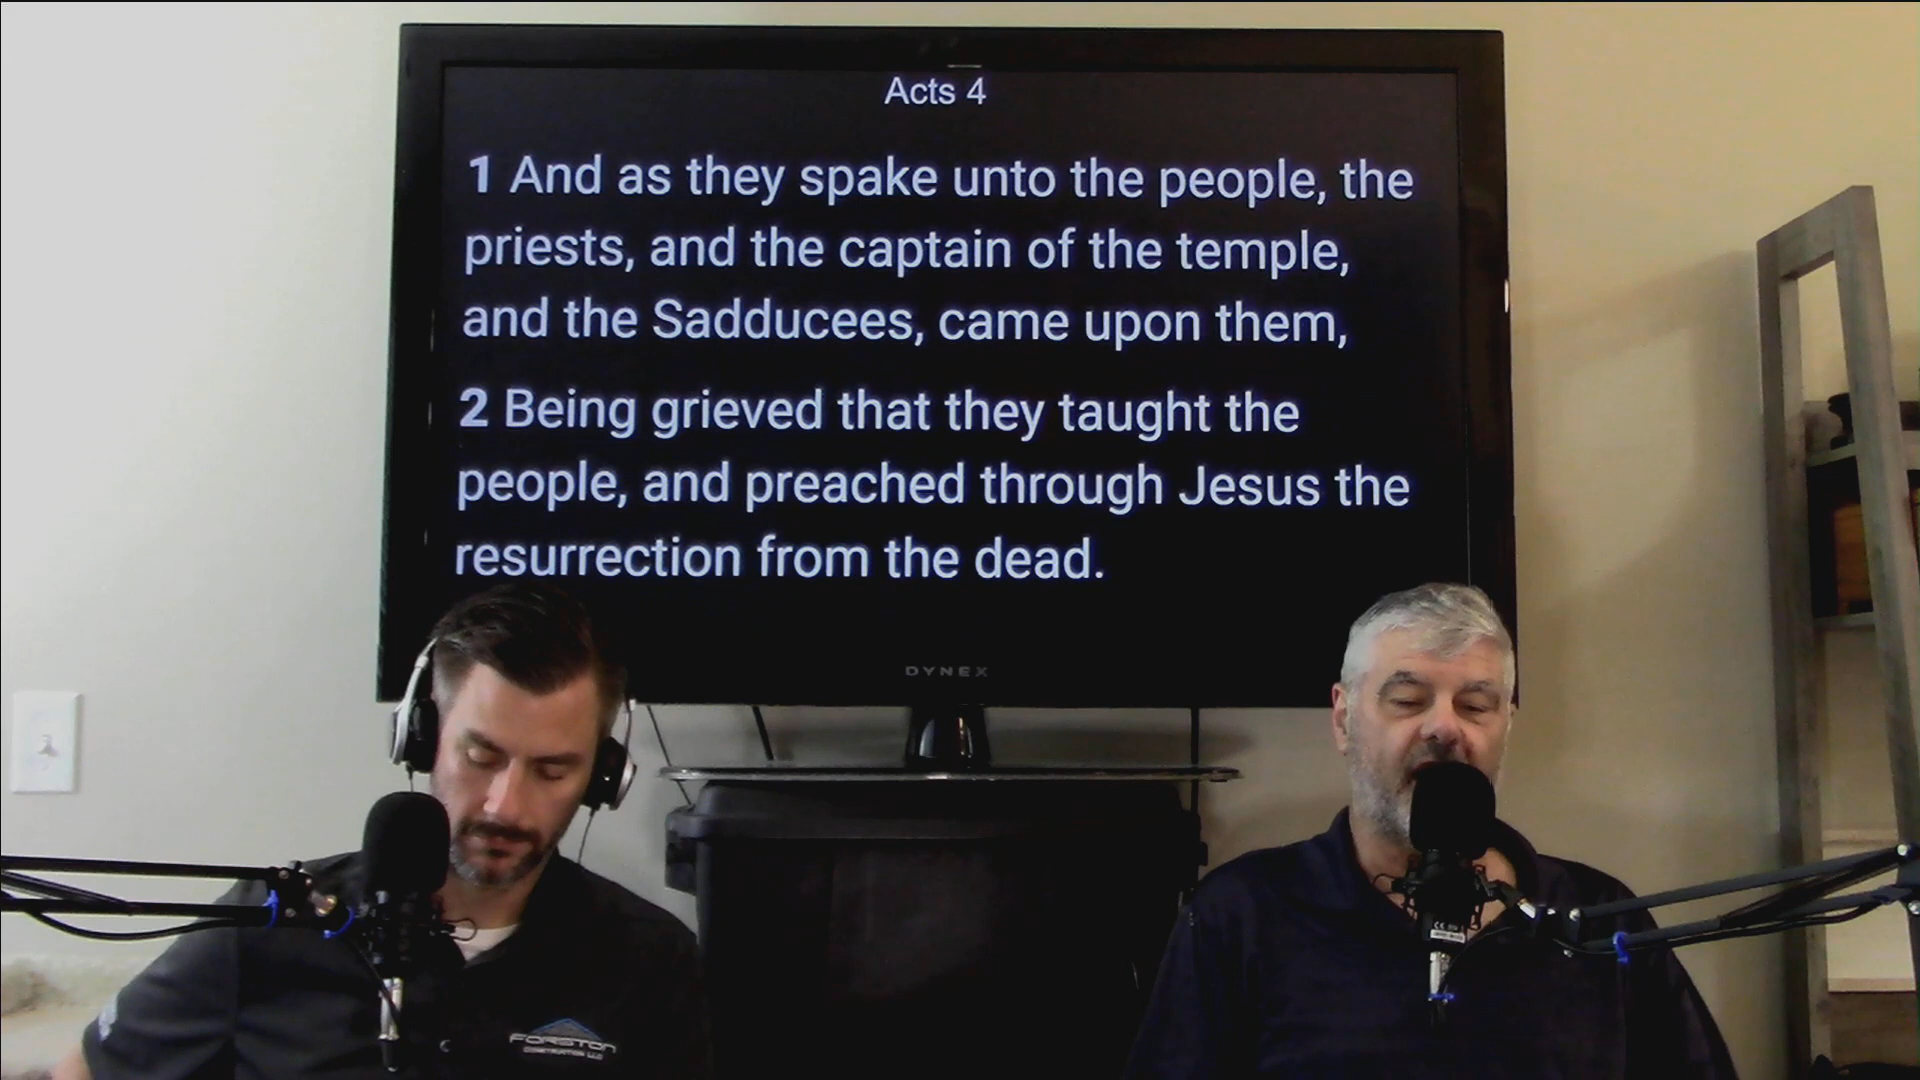 Acts 4
1 And as they spake unto the people, the
priests, and the captain of the temple,
and the Sadducees, came upon them,
2 Being grieved that they taught the
people, and preached through Jesus the
resurrection from the dead.
DYNEX
FORSTON
CONSTRUCTION LLC